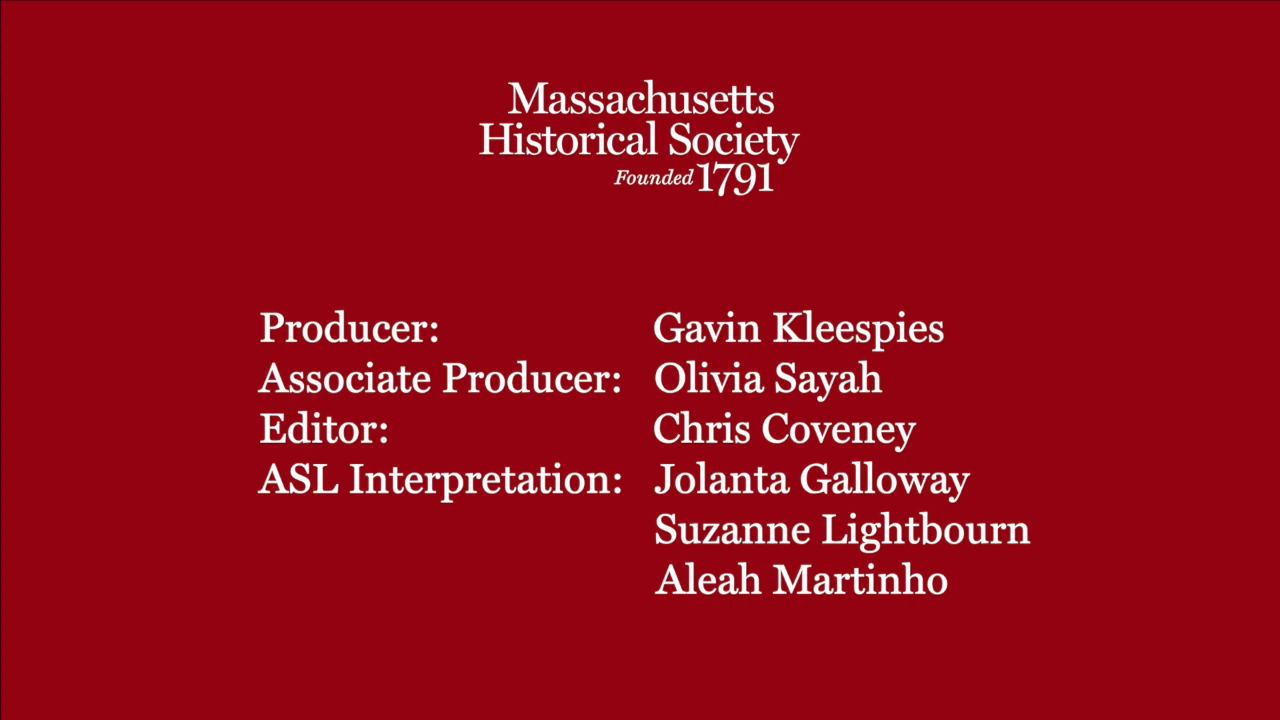 Massachusetts
Historical Society
Founded 1791
Producer: Gavin Kleespies
Associate Producer: Olivia Sayah
Editor: Chris Coveney
ASL Interpretation: Jolanta Galloway
Suzanne Lightbourn
Aleah Martinho